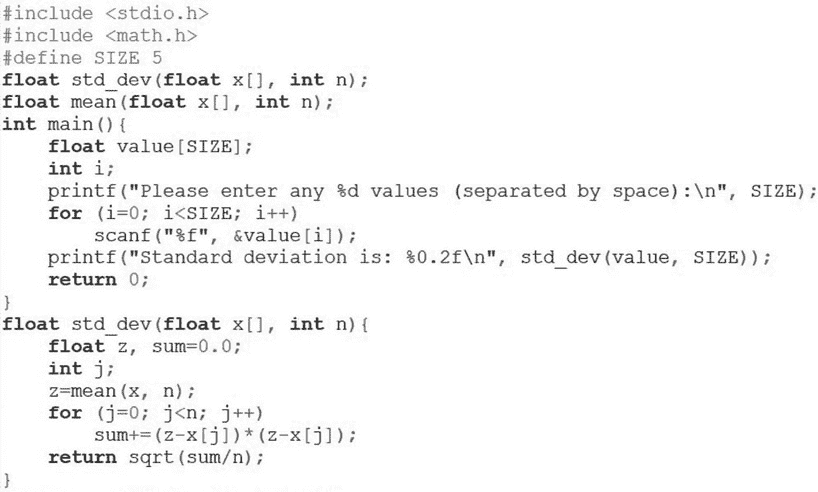 #include <stdio.h>
#include <math.h>
#define SIZE 5
float std_dev(float x[], int n);
float mean(float x[], int n);
int main(){
    float value[SIZE];
    int i;
    printf("Please enter any %d values (separated by space):\n", SIZE);
    for (i=0; i<SIZE; i++)
        scanf("%f", &value[i]);
    printf("Standard deviation is: %0.2f\n", std_dev(value, SIZE));
    return 0;
}
float std_dev(float x[], int n){
    float z, sum=0.0;
    int j;
    z=mean(x, n);
    for (j=0; j<n; j++)
        sum+=(z-x[j])*(z-x[j]);
    return sqrt(sum/n);
}